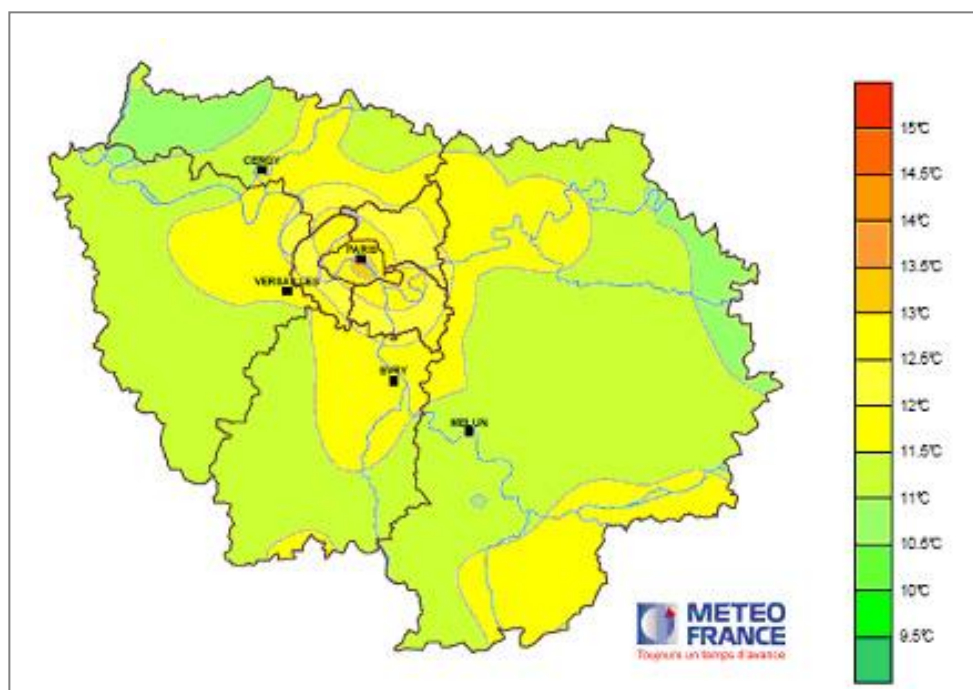 CERGY
PARIS
VERSAILLES
EVRY
MELUN
15°C
14.5°C
14°C
13.5°C
13°C
12.5°C
12°C
11.5°C
11°C
10.5°C
10°C
9.5°C
METEO
FRANCE
Toujours un temps d'avance